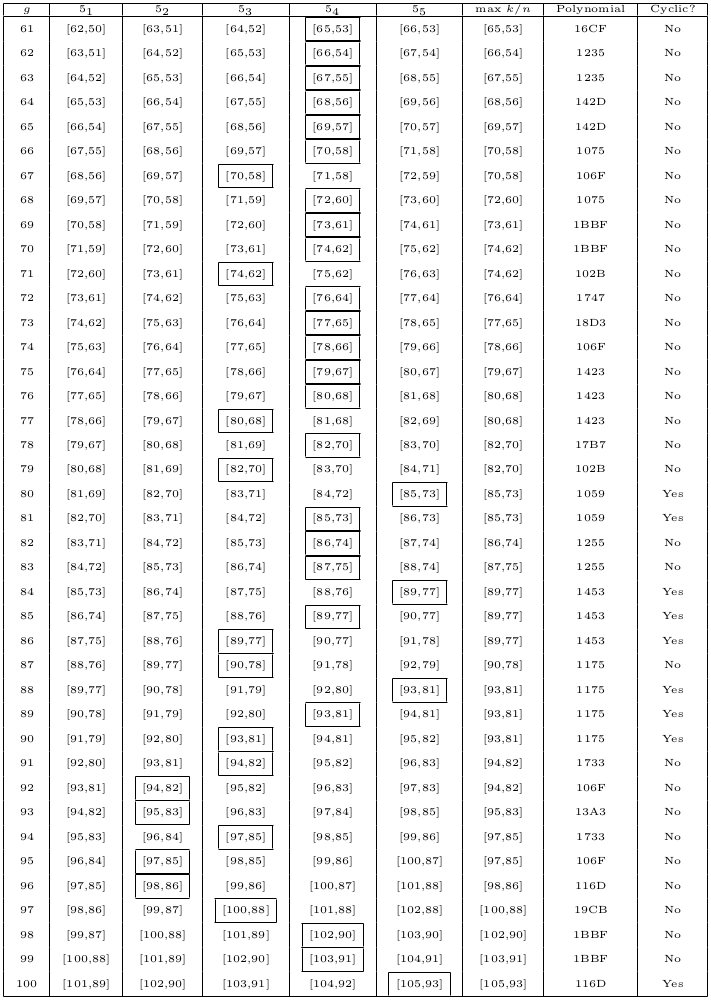 g 5₁ 5₂ 5₃ 5₄ 5₅ max k/n Polynomial Cyclic?
61 [62,50] [63,51] [64,52] [65,53] [66,53] [65,53] 16CF No
62 [63,51] [64,52] [65,53] [66,54] [67,54] [66,54] 1235 No
63 [64,52] [65,53] [66,54] [67,55] [68,55] [67,55] 1235 No
64 [65,53] [66,54] [67,55] [68,56] [69,56] [68,56] 142D No
65 [66,54] [67,55] [68,56] [69,57] [70,57] [69,57] 142D No
66 [67,55] [68,56] [69,57] [70,58] [71,58] [70,58] 1075 No
67 [68,56] [69,57] [70,58] [71,58] [72,59] [70,58] 106F No
68 [69,57] [70,58] [71,59] [72,60] [73,60] [72,60] 1075 No
69 [70,58] [71,59] [72,60] [73,61] [74,61] [73,61] 1BBF No
70 [71,59] [72,60] [73,61] [74,62] [75,62] [74,62] 1BBF No
71 [72,60] [73,61] [74,62] [75,62] [76,63] [74,62] 102B No
72 [73,61] [74,62] [75,63] [76,64] [77,64] [76,64] 1747 No
73 [74,62] [75,63] [76,64] [77,65] [78,65] [77,65] 18D3 No
74 [75,63] [76,64] [77,65] [78,66] [79,66] [78,66] 106F No
75 [76,64] [77,65] [78,66] [79,67] [80,67] [79,67] 1423 No
76 [77,65] [78,66] [79,67] [80,68] [81,68] [80,68] 1423 No
77 [78,66] [79,67] [80,68] [81,68] [82,69] [80,68] 1423 No
78 [79,67] [80,68] [81,69] [82,70] [83,70] [82,70] 17B7 No
79 [80,68] [81,69] [82,70] [83,70] [84,71] [82,70] 102B No
80 [81,69] [82,70] [83,71] [84,72] [85,73] [85,73] 1059 Yes
81 [82,70] [83,71] [84,72] [85,73] [86,73] [85,73] 1059 Yes
82 [83,71] [84,72] [85,73] [86,74] [87,74] [86,74] 1255 No
83 [84,72] [85,73] [86,74] [87,75] [88,74] [87,75] 1255 No
84 [85,73] [86,74] [87,75] [88,76] [89,77] [89,77] 1453 Yes
85 [86,74] [87,75] [88,76] [89,77] [90,77] [89,77] 1453 Yes
86 [87,75] [88,76] [89,77] [90,77] [91,78] [89,77] 1453 Yes
87 [88,76] [89,77] [90,78] [91,78] [92,79] [90,78] 1175 No
88 [89,77] [90,78] [91,79] [92,80] [93,81] [93,81] 1175 Yes
89 [90,78] [91,79] [92,80] [93,81] [94,81] [93,81] 1175 Yes
90 [91,79] [92,80] [93,81] [94,81] [95,82] [93,81] 1175 Yes
91 [92,80] [93,81] [94,82] [95,82] [96,83] [94,82] 1733 No
92 [93,81] [94,82] [95,82] [96,83] [97,83] [94,82] 106F No
93 [94,82] [95,83] [96,83] [97,84] [98,85] [95,83] 13A3 No
94 [95,83] [96,84] [97,85] [98,85] [99,86] [97,85] 1733 No
95 [96,84] [97,85] [98,85] [99,86] [100,87] [97,85] 106F No
96 [97,85] [98,86] [99,86] [100,87] [101,88] [98,86] 116D No
97 [98,86] [99,87] [100,88] [101,88] [102,88] [100,88] 19CB No
98 [99,87] [100,88] [101,89] [102,90] [103,90] [102,90] 1BBF No
99 [100,88] [101,89] [102,90] [103,91] [104,91] [103,91] 1BBF No
100 [101,89] [102,90] [103,91] [104,92] [105,93] [105,93] 116D Yes